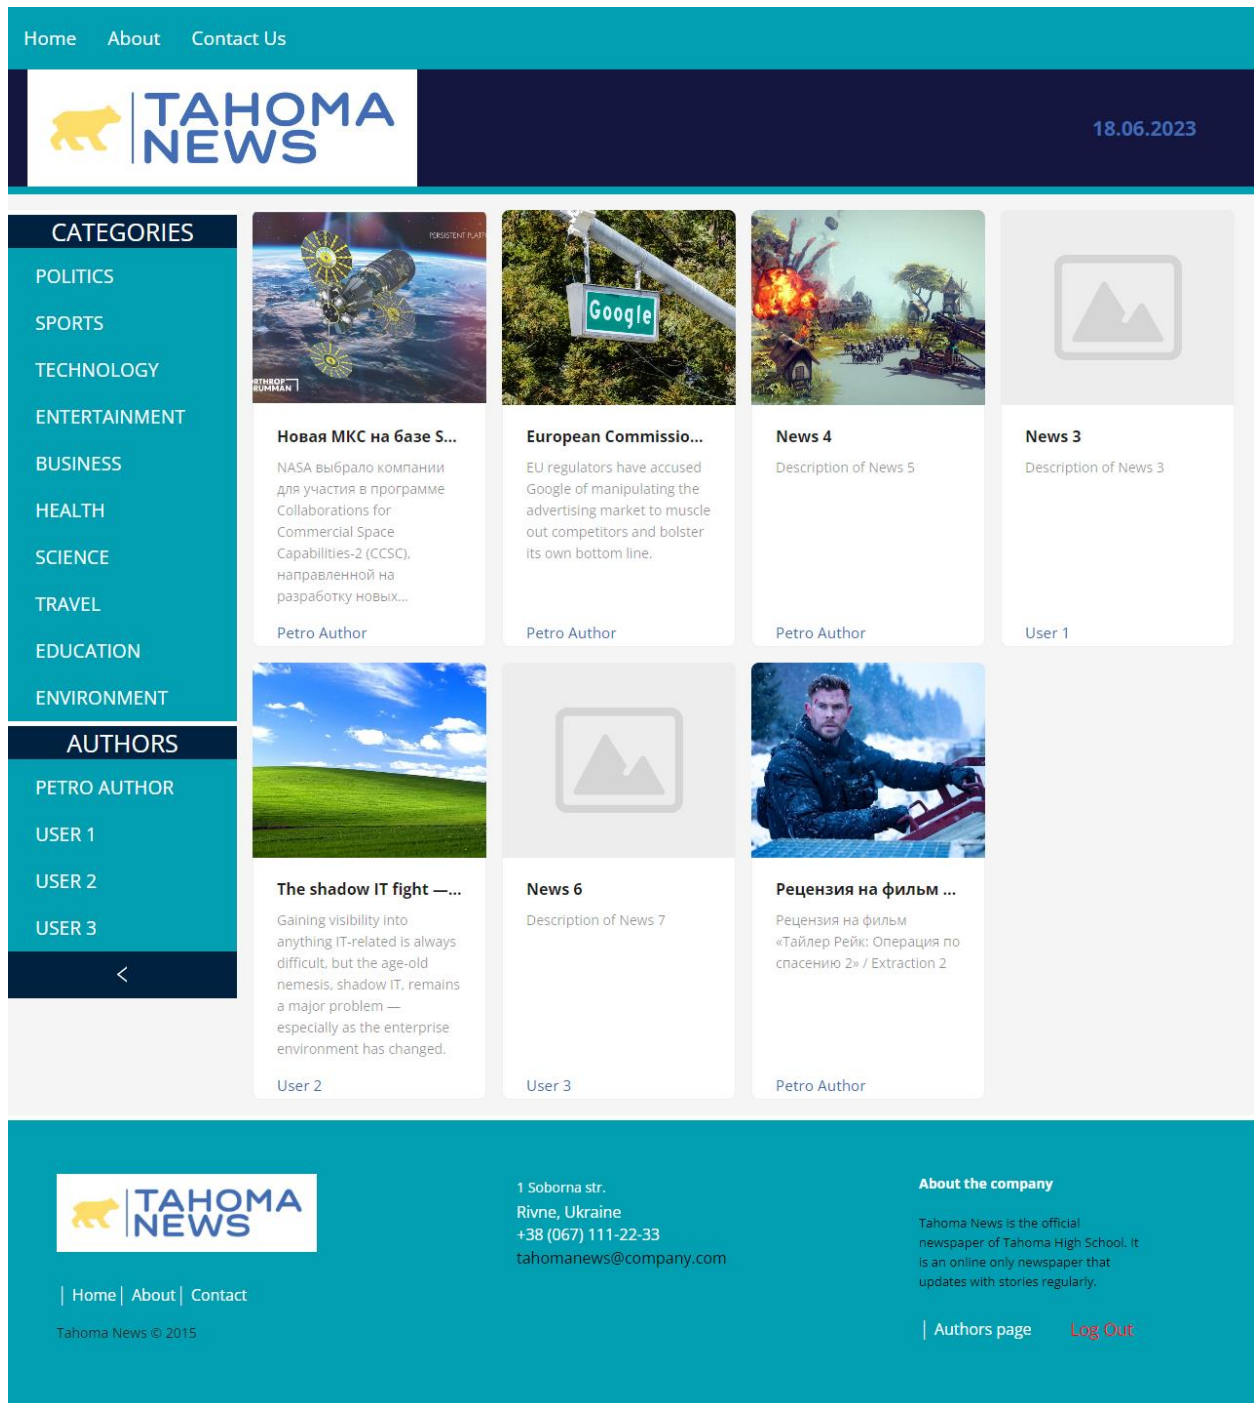 Home About Contact Us
TAHOMA
NEWS
18.06.2023
CATEGORIES
POLITICS
SPORTS
TECHNOLOGY
ENTERTAINMENT
BUSINESS
HEALTH
SCIENCE
TRAVEL
EDUCATION
ENVIRONMENT
AUTHORS
PETRO AUTHOR
USER 1
USER 2
USER 3
<
PERSISTENT
Новая МКС на базе S...
NASA выбрало компании
для участия в программе
Collaborations for
Commercial Space
Capabilities-2 (CCSC),
направленной на
разработку новых...
Petro Author
Google
European Commissio...
EU regulators have accused
Google of manipulating the
advertising market to muscle
out competitors and bolster
its own bottom line.
Petro Author
News 4
Description of News 5
Petro Author
News 3
Description of News 3
User 1
The shadow IT fight —...
Gaining visibility into
anything IT-related is always
difficult, but the age-old
nemesis, shadow IT, remains
a major problem —
especially as the enterprise
environment has changed.
User 2
News 6
Description of News 7
User 3
Рецензия на фильм ...
Рецензия на фильм
«Тайлер Рейк: Операция по
спасению 2» / Extraction 2
Petro Author
TAHOMA
NEWS
| Home | About | Contact
Tahoma News © 2015
1 Soborna str.
Rivne, Ukraine
+38 (067) 111-22-33
tahomanews@company.com
About the company
Tahoma News is the official
newspaper of Tahoma High School. It
is an online only newspaper that
updates with stories regularly.
| Authors page Log Out